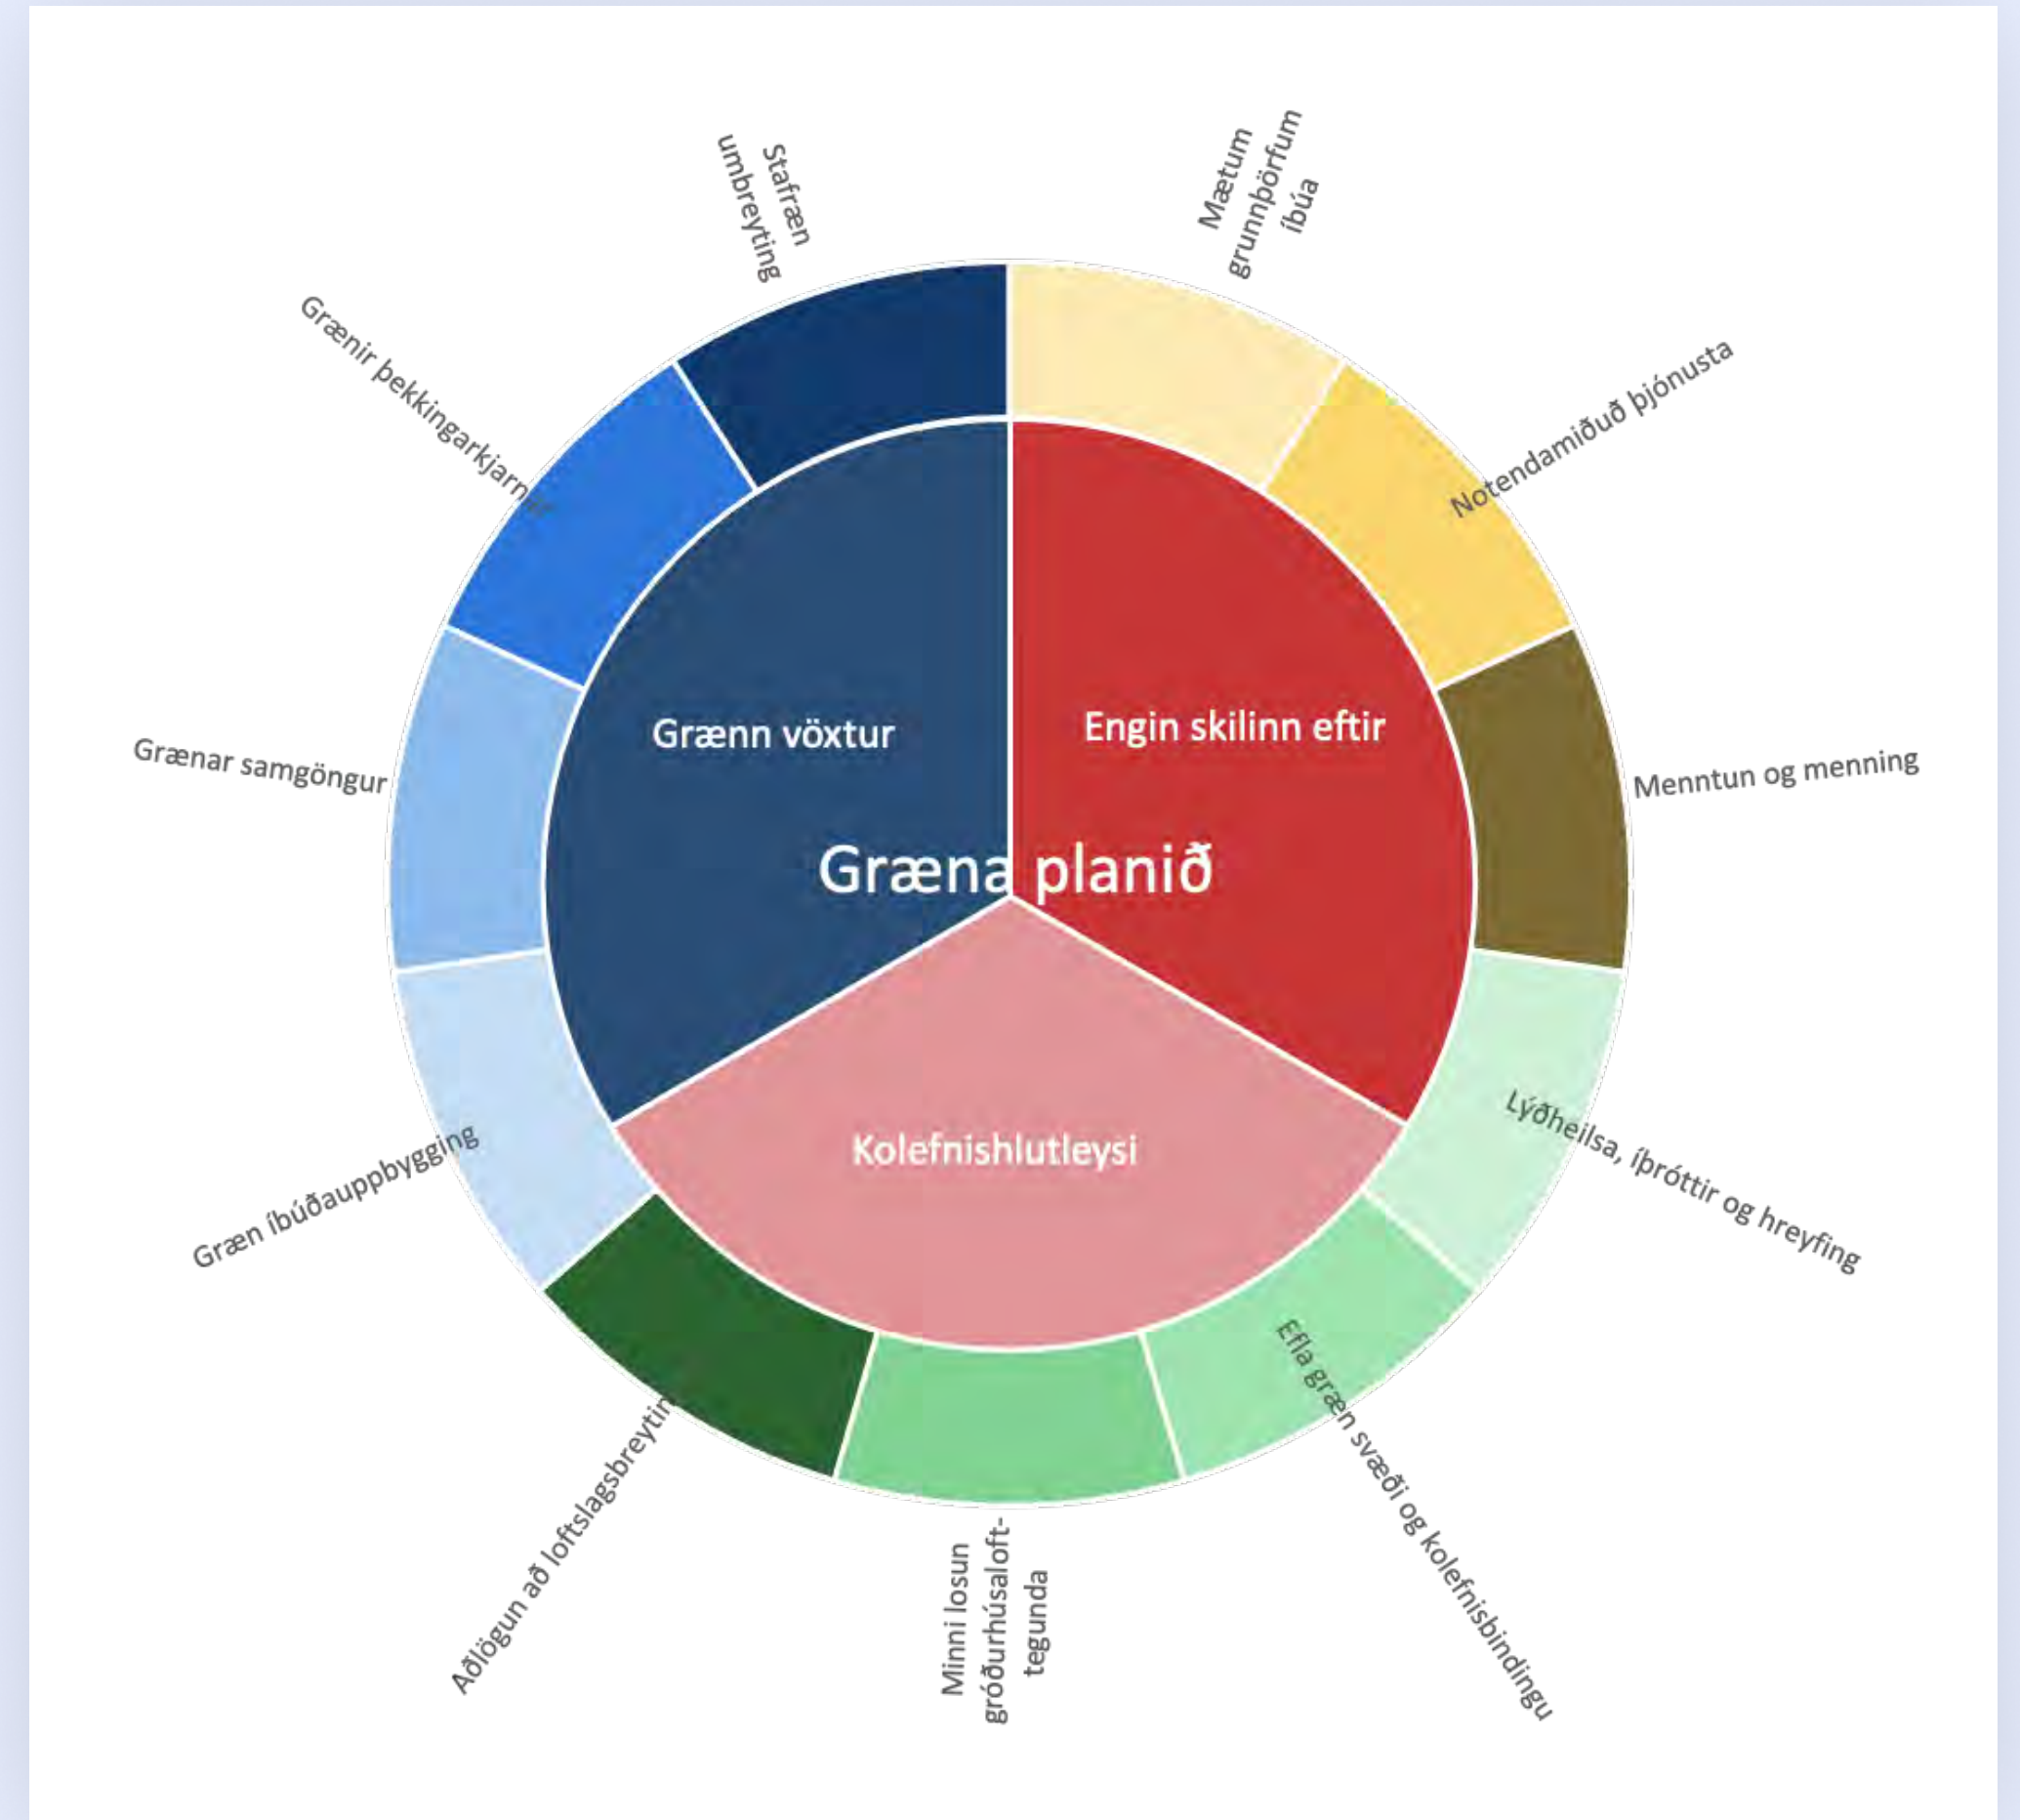 Stafræn
umbreyting
Mætum
grunnþörfum
íbúa
Grænir þekkingarkjarnar
Notendamiðuð þjónusta
Grænn vöxtur
Engin skilinn eftir
Grænar samgöngur
Menntun og menning
Græna planið
Lýðheilsa, íþróttir og hreyfing
Græn íbúðauppbygging
Kolefnishlutleysi
Efla græn svæði og kolefnisbindingu
Aðlögun að
Minni losun
gróðurhúsaloft-
tegunda